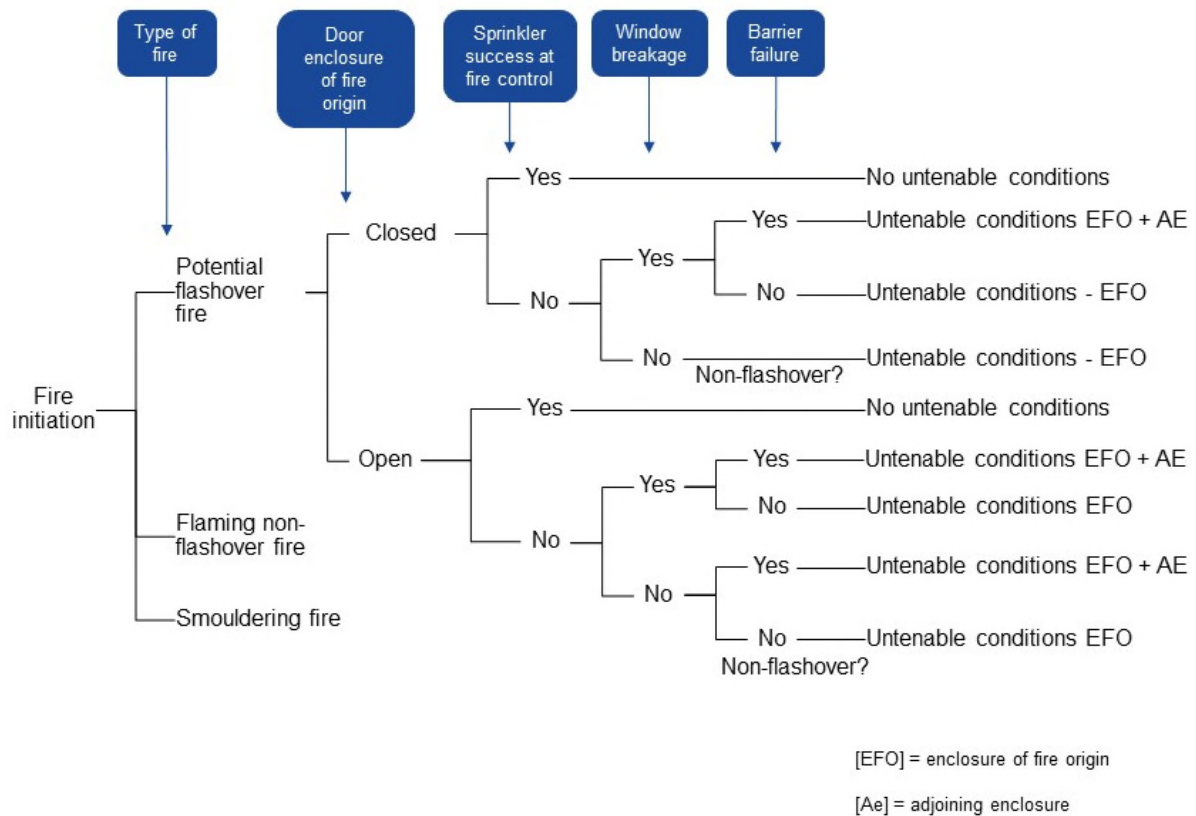 Type of
fire
Door
enclosure
of fire
origin
Sprinkler
success at
fire control
Window
breakage
Barrier
failure
Yes
No untenable conditions
Closed
Yes
Untenable conditions EFO + AE
Yes
Potential
flashover
fire
No
No
Untenable conditions - EFO
No
Untenable conditions - EFO
Non-flashover?
Fire
initiation
Yes
No untenable conditions
Open
Yes
Untenable conditions EFO + AE
Yes
No
Untenable conditions EFO
Flaming non-
flashover fire
No
Yes
Untenable conditions EFO + AE
No
Smouldering fire
No
Untenable conditions EFO
Non-flashover?
[EFO] = enclosure of fire origin
[Ae] = adjoining enclosure